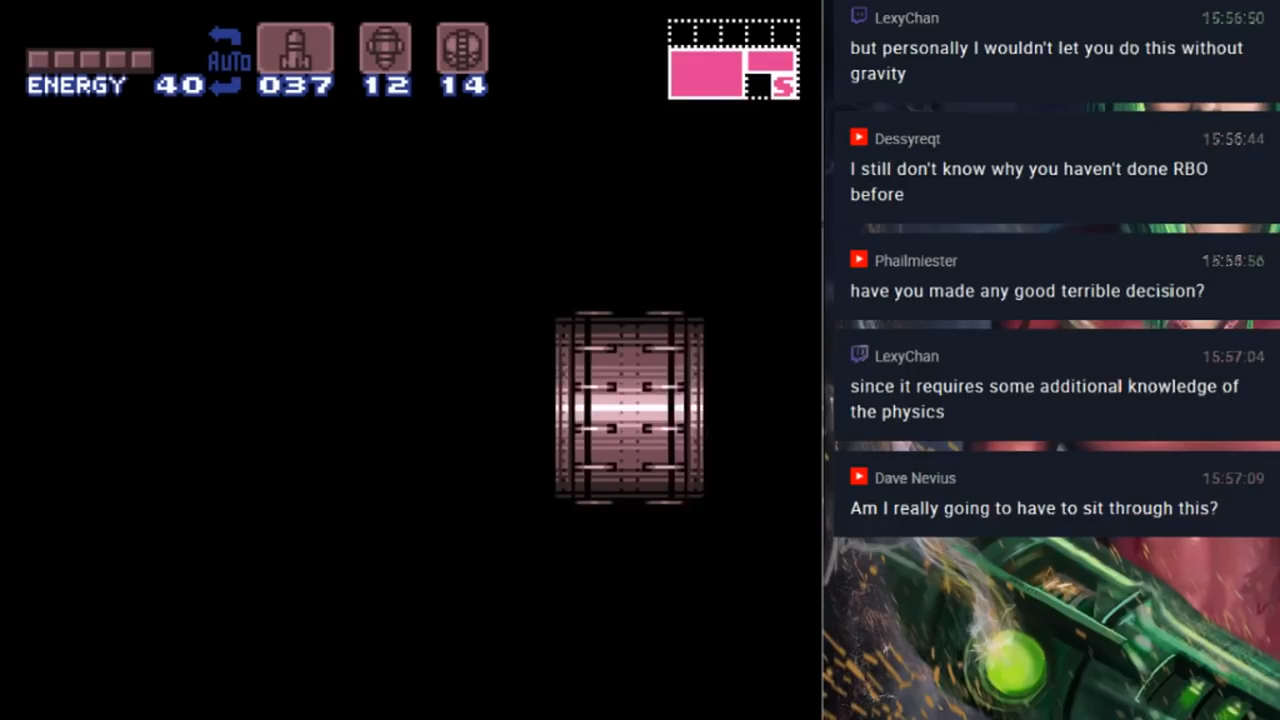 AUTO
ENERGY 40 037 12 14
S
LexyChan 15:56:50
but personally I wouldn't let you do this without
gravity
Dessyreqt 15:56:44
I still don't know why you haven't done RBO
before
Phailmiester 15:56:56
have you made any good terrible decision?
LexyChan 15:57:04
since it requires some additional knowledge of
the physics
Dave Nevius 15:57:09
Am I really going to have to sit through this?